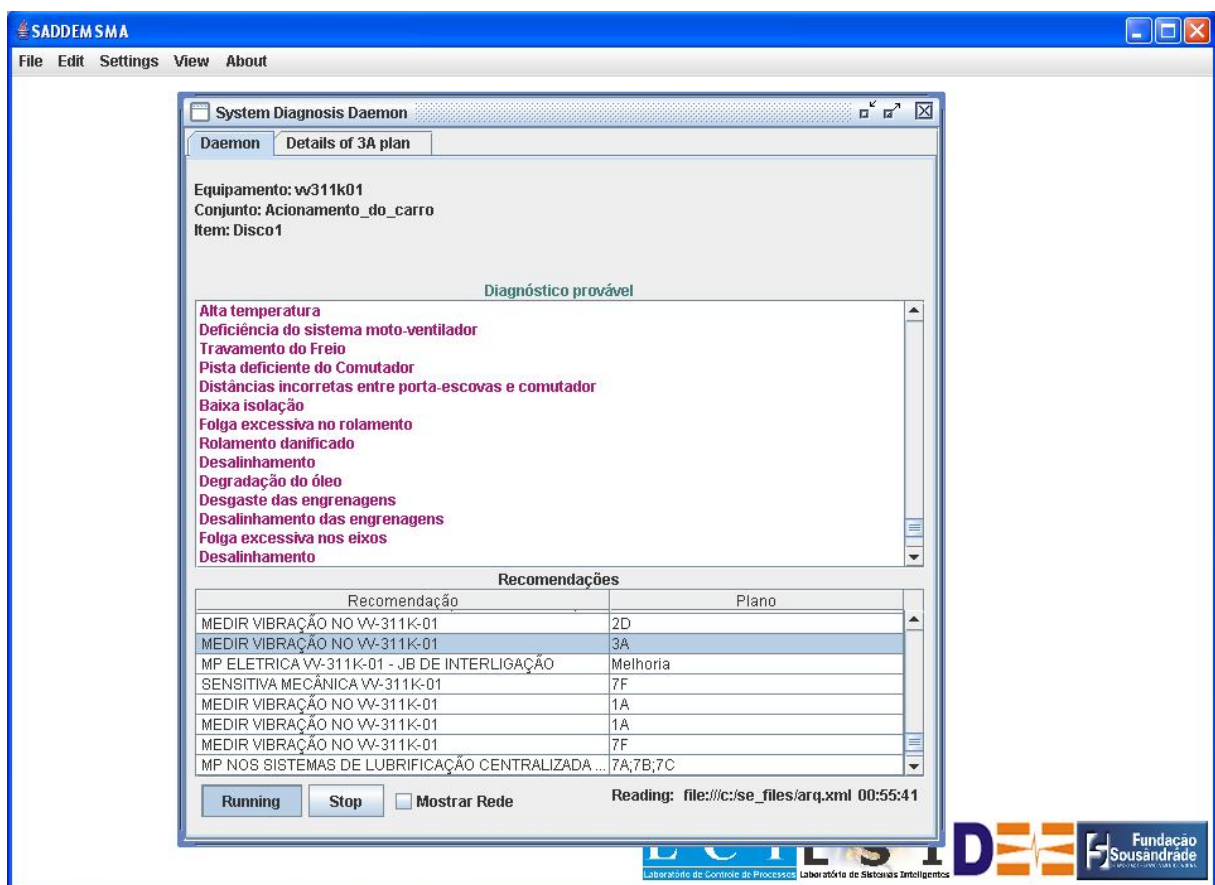 SADDEM SMA
File Edit Settings View About
System Diagnosis Daemon
Daemon Details of 3A plan
Equipamento: vv311k01
Conjunto: Acionamento_do_carro
Item: Disco1
Diagnóstico provável
Alta temperatura
Deficiência do sistema moto-ventilador
Travamento do Freio
Pista deficiente do Comutador
Distâncias incorretas entre porta-escovas e comutador
Baixa isolação
Folga excessiva no rolamento
Rolamento danificado
Desalinhamento
Degradação do óleo
Desgaste das engrenagens
Desalinhamento das engrenagens
Folga excessiva nos eixos
Desalinhamento
Recomendações
Recomendação Plano
MEDIR VIBRAÇÃO NO VV-311K-01 2D
MEDIR VIBRAÇÃO NO VV-311K-01 3A
MP ELETRICA VV-311K-01 - JB DE INTERLIGAÇÃO Melhoria
SENSITIVA MECÂNICA VV-311K-01 7F
MEDIR VIBRAÇÃO NO VV-311K-01 1A
MEDIR VIBRAÇÃO NO VV-311K-01 1A
MEDIR VIBRAÇÃO NO VV-311K-01 7F
MP NOS SISTEMAS DE LUBRIFICAÇÃO CENTRALIZADA ... 7A;7B;7C
Running Stop Mostrar Rede Reading: file:///c:/se_files/arq.xml 00:55:41
Laboratório de Controle de Processos Laboratório de Sistemas Inteligentes
Fundação
Sousândrade